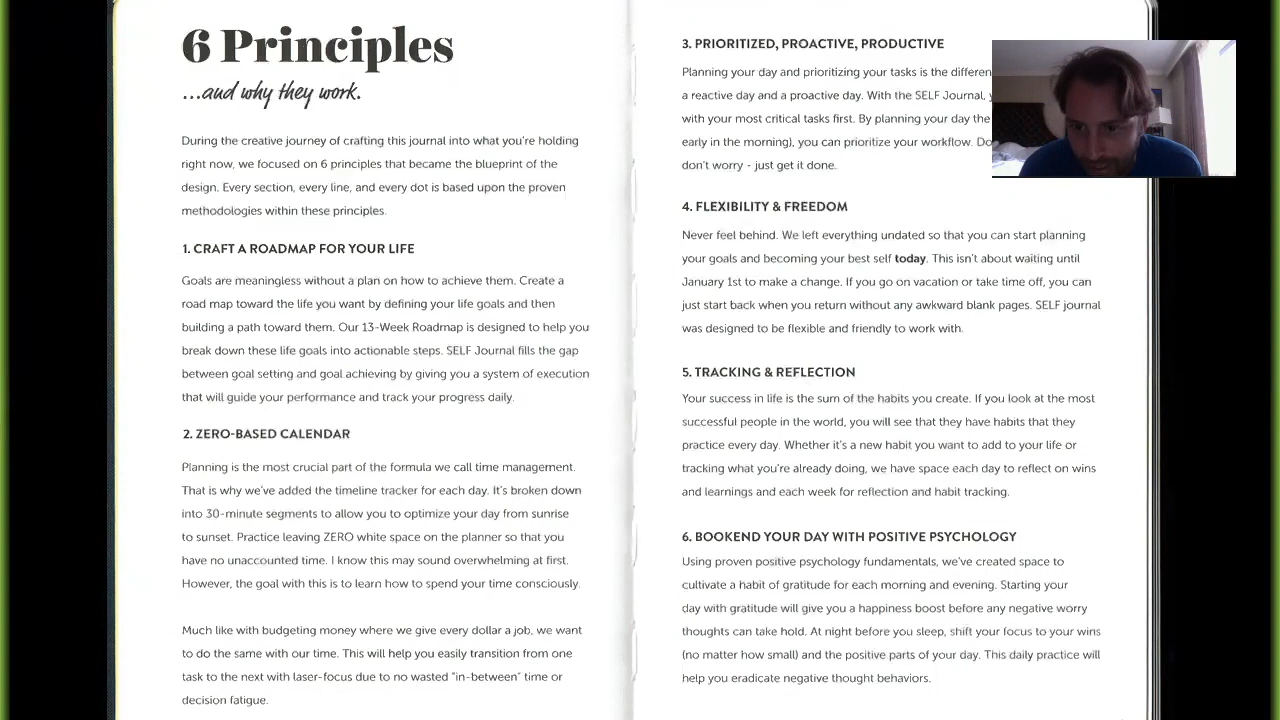 6 Principles
...and why they work.
During the creative journey of crafting this journal into what you're holding
right now, we focused on 6 principles that became the blueprint of the
design. Every section, every line, and every dot is based upon the proven
methodologies within these principles.
1. CRAFT A ROADMAP FOR YOUR LIFE
Goals are meaningless without a plan on how to achieve them. Create a
road map toward the life you want by defining your life goals and then
building a path toward them. Our 13-Week Roadmap is designed to help you
break down these life goals into actionable steps. SELF Journal fills the gap
between goal setting and goal achieving by giving you a system of execution
that will guide your performance and track your progress daily.
2. ZERO-BASED CALENDAR
Planning is the most crucial part of the formula we call time management.
That is why we've added the timeline tracker for each day. It's broken down
into 30-minute segments to allow you to optimize your day from sunrise
to sunset. Practice leaving ZERO white space on the planner so that you
have no unaccounted time. I know this may sound overwhelming at first.
However, the goal with this is to learn how to spend your time consciously.
Much like with budgeting money where we give every dollar a job, we want
to do the same with our time. This will help you easily transition from one
task to the next with laser-focus due to no wasted "in-between" time or
decision fatigue.
3. PRIORITIZED, PROACTIVE, PRODUCTIVE
Planning your day and prioritizing your tasks is the
a reactive day and a proactive day. With the SELF Journal,
with your most critical tasks first. By planning your day the
early in the morning), you can prioritize your workflow.
don't worry - just get it done.
4. FLEXIBILITY & FREEDOM
Never feel behind. We left everything undated so that you can start planning
your goals and becoming your best self today. This isn't about waiting until
January 1st to make a change. If you go on vacation or take time off, you can
just start back when you return without any awkward blank pages. SELF journal
was designed to be flexible and friendly to work with.
5. TRACKING & REFLECTION
Your success in life is the sum of the habits you create. If you look at the most
successful people in the world, you will see that they have habits that they
practice every day. Whether it's a new habit you want to add to your life or
tracking what you're already doing, we have space each day to reflect on wins
and learnings and each week for reflection and habit tracking.
6. BOOKEND YOUR DAY WITH POSITIVE PSYCHOLOGY
Using proven positive psychology fundamentals, we've created space to
cultivate a habit of gratitude for each morning and evening. Starting your
day with gratitude will give you a happiness boost before any negative worry
thoughts can take hold. At night before you sleep, shift your focus to your wins
(no matter how small) and the positive parts of your day. This daily practice will
help you eradicate negative thought behaviors.